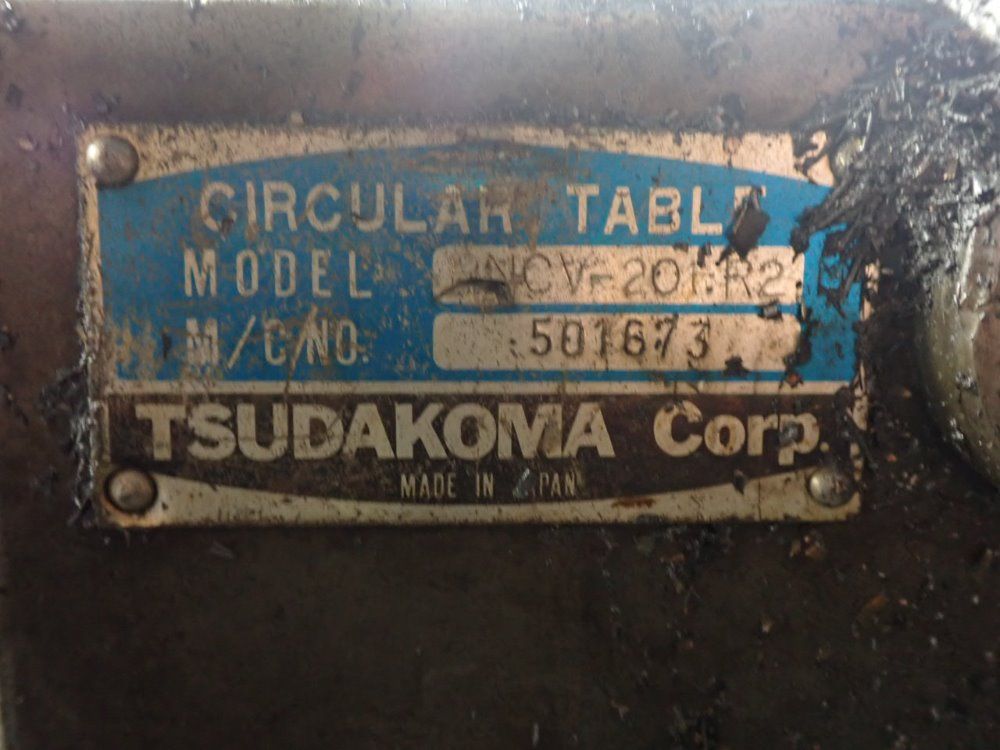 CIRCULAR TABLE
MODEL
M/C NO. 501673
TSUDAKOMA Corp.
MADE IN JAPAN